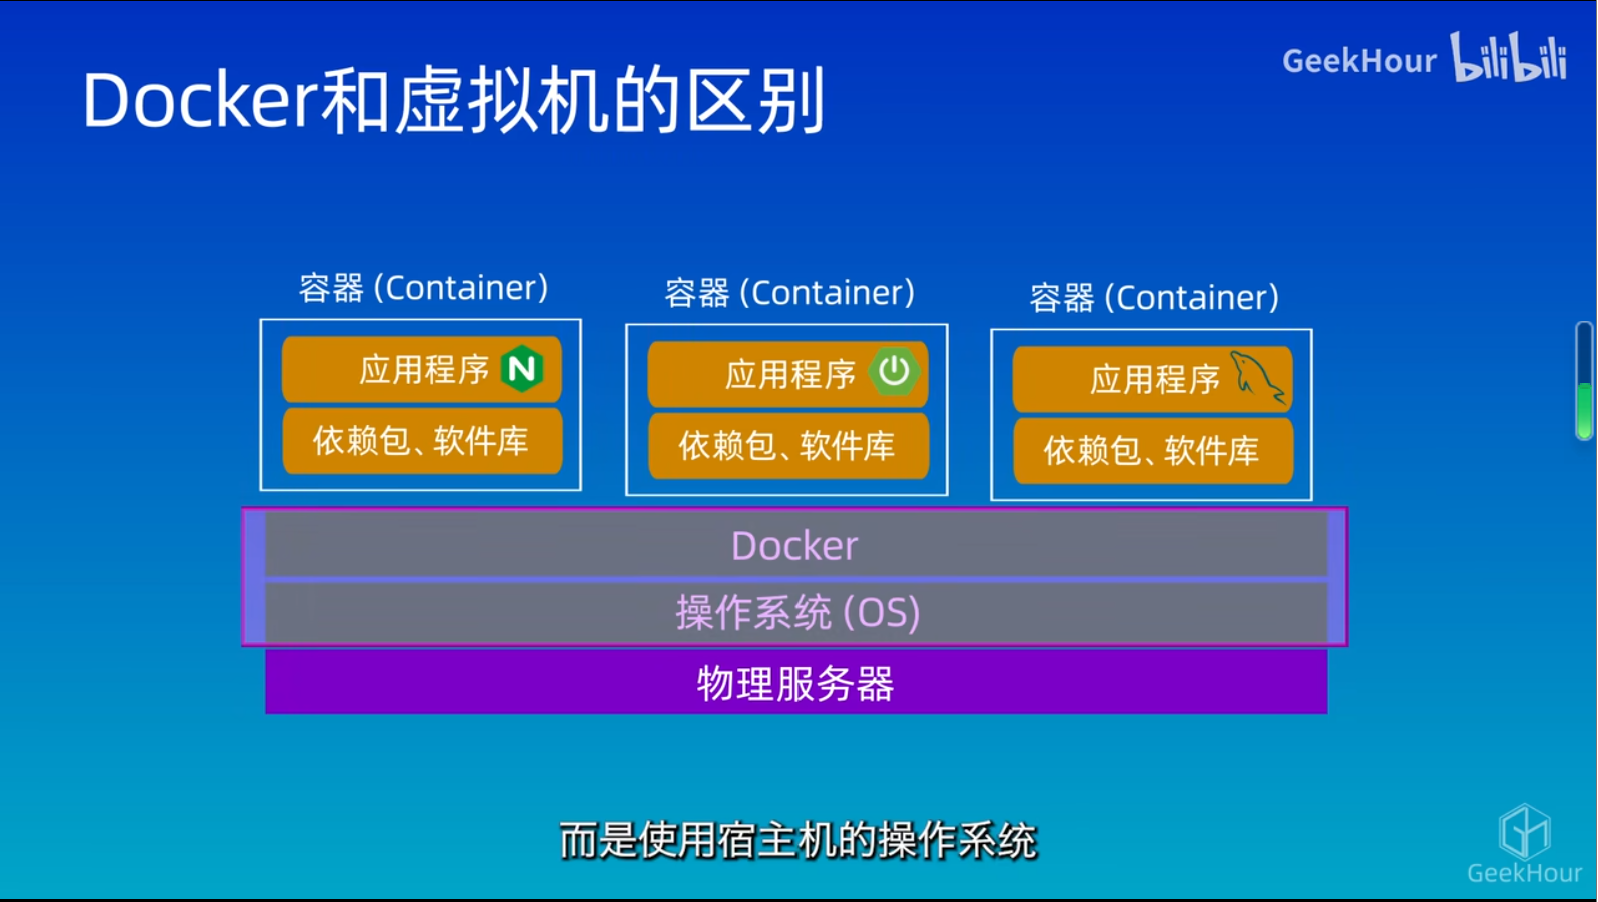 GeekHour bilibili
Docker和虚拟机的区别
容器 (Container)
容器 (Container)
容器 (Container)
应用程序 N
应用程序
应用程序
依赖包、软件库
依赖包、软件库
依赖包、软件库
Docker
操作系统 (OS)
物理服务器
而是使用宿主机的操作系统
GeekHour